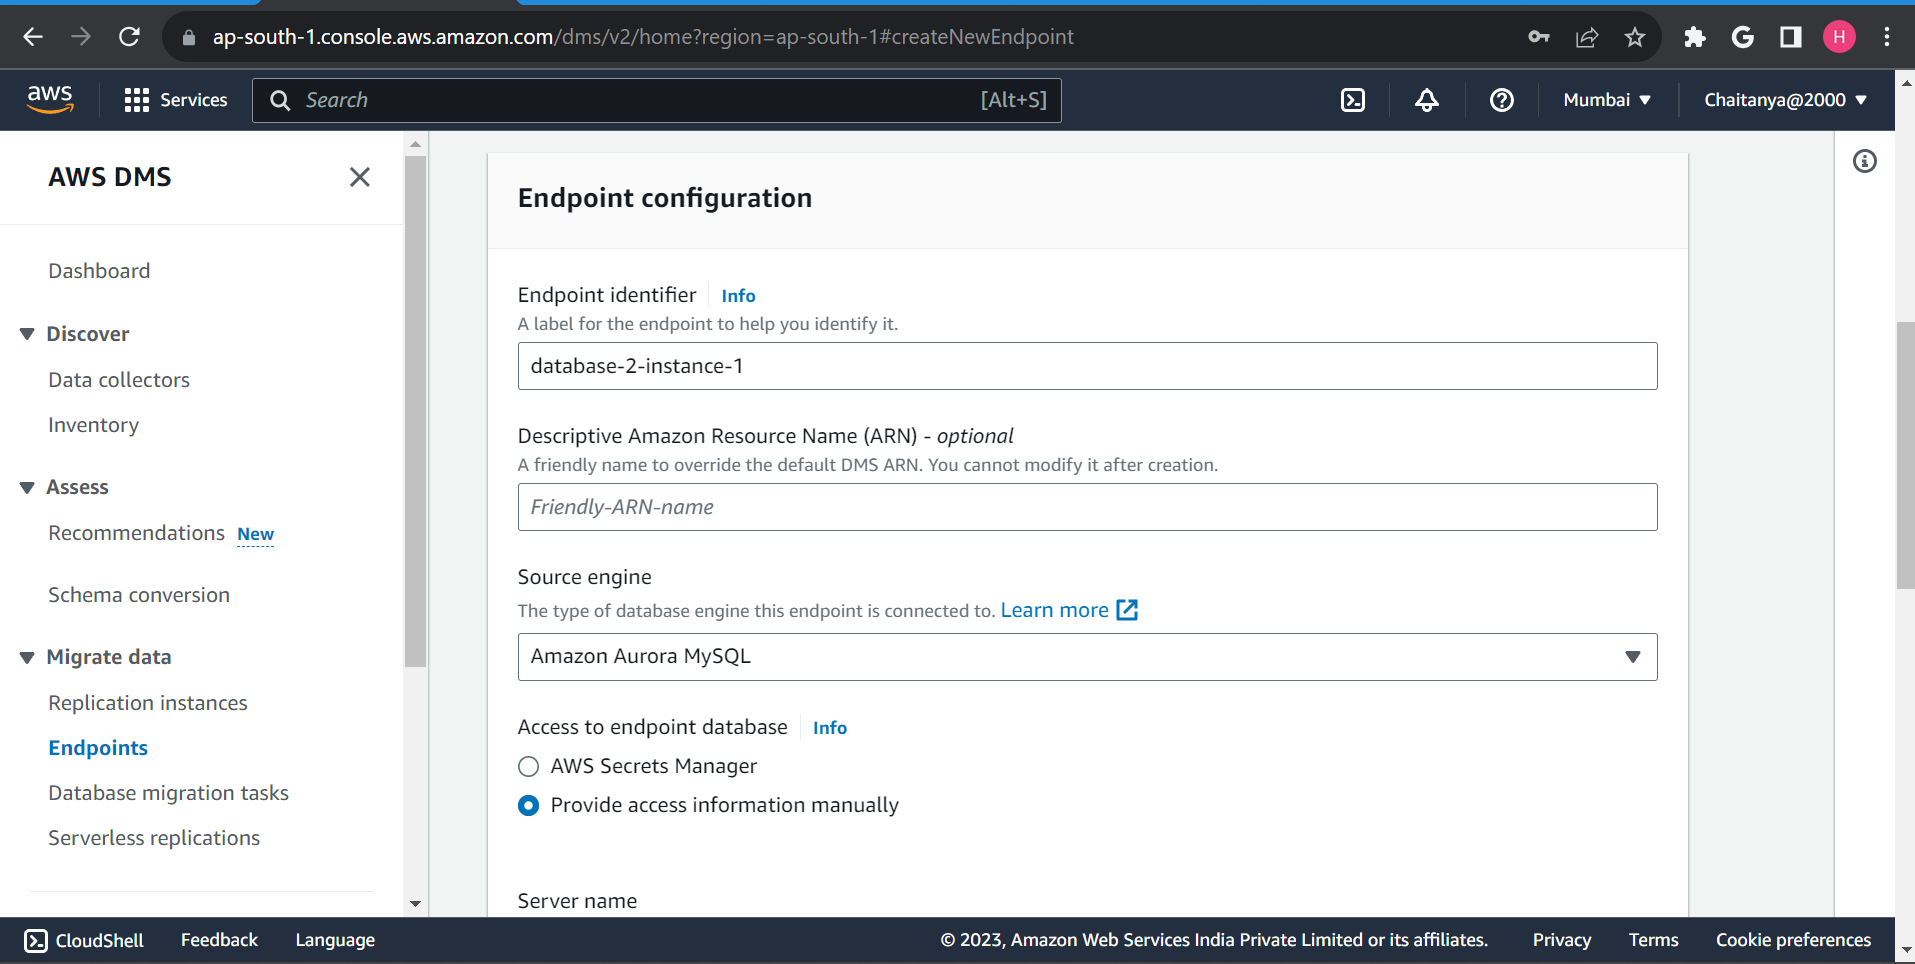 ap-south-1.console.aws.amazon.com/dms/v2/home?region=ap-south-1#createNewEndpoint
H
aws
Services
Search
[Alt+S]
Mumbai
Chaitanya@2000
AWS DMS
Dashboard
Discover
Data collectors
Inventory
Assess
Recommendations New
Schema conversion
Migrate data
Replication instances
Endpoints
Database migration tasks
Serverless replications
Endpoint configuration
Endpoint identifier Info
A label for the endpoint to help you identify it.
database-2-instance-1
Descriptive Amazon Resource Name (ARN) - optional
A friendly name to override the default DMS ARN. You cannot modify it after creation.
Friendly-ARN-name
Source engine
The type of database engine this endpoint is connected to. Learn more
Amazon Aurora MySQL
Access to endpoint database Info
AWS Secrets Manager
Provide access information manually
Server name
CloudShell
Feedback
Language
© 2023, Amazon Web Services India Private Limited or its affiliates.
Privacy
Terms
Cookie preferences